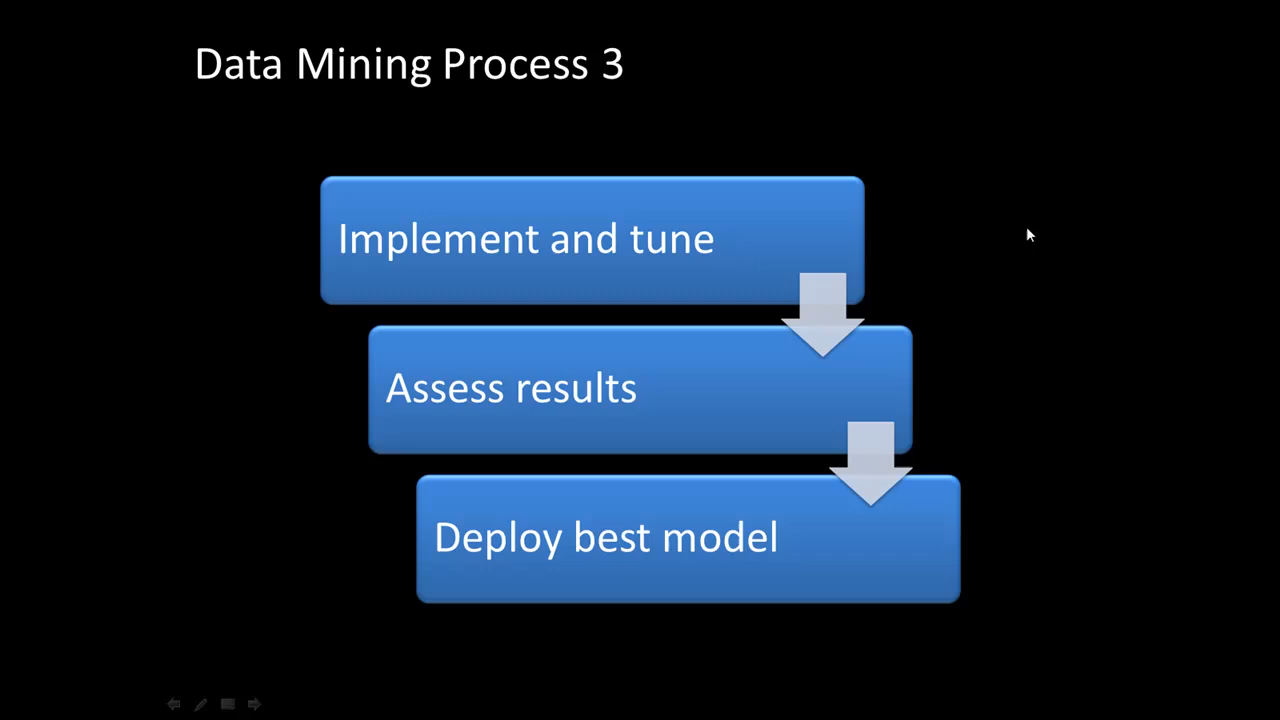 Data Mining Process 3
Implement and tune
Assess results
Deploy best model